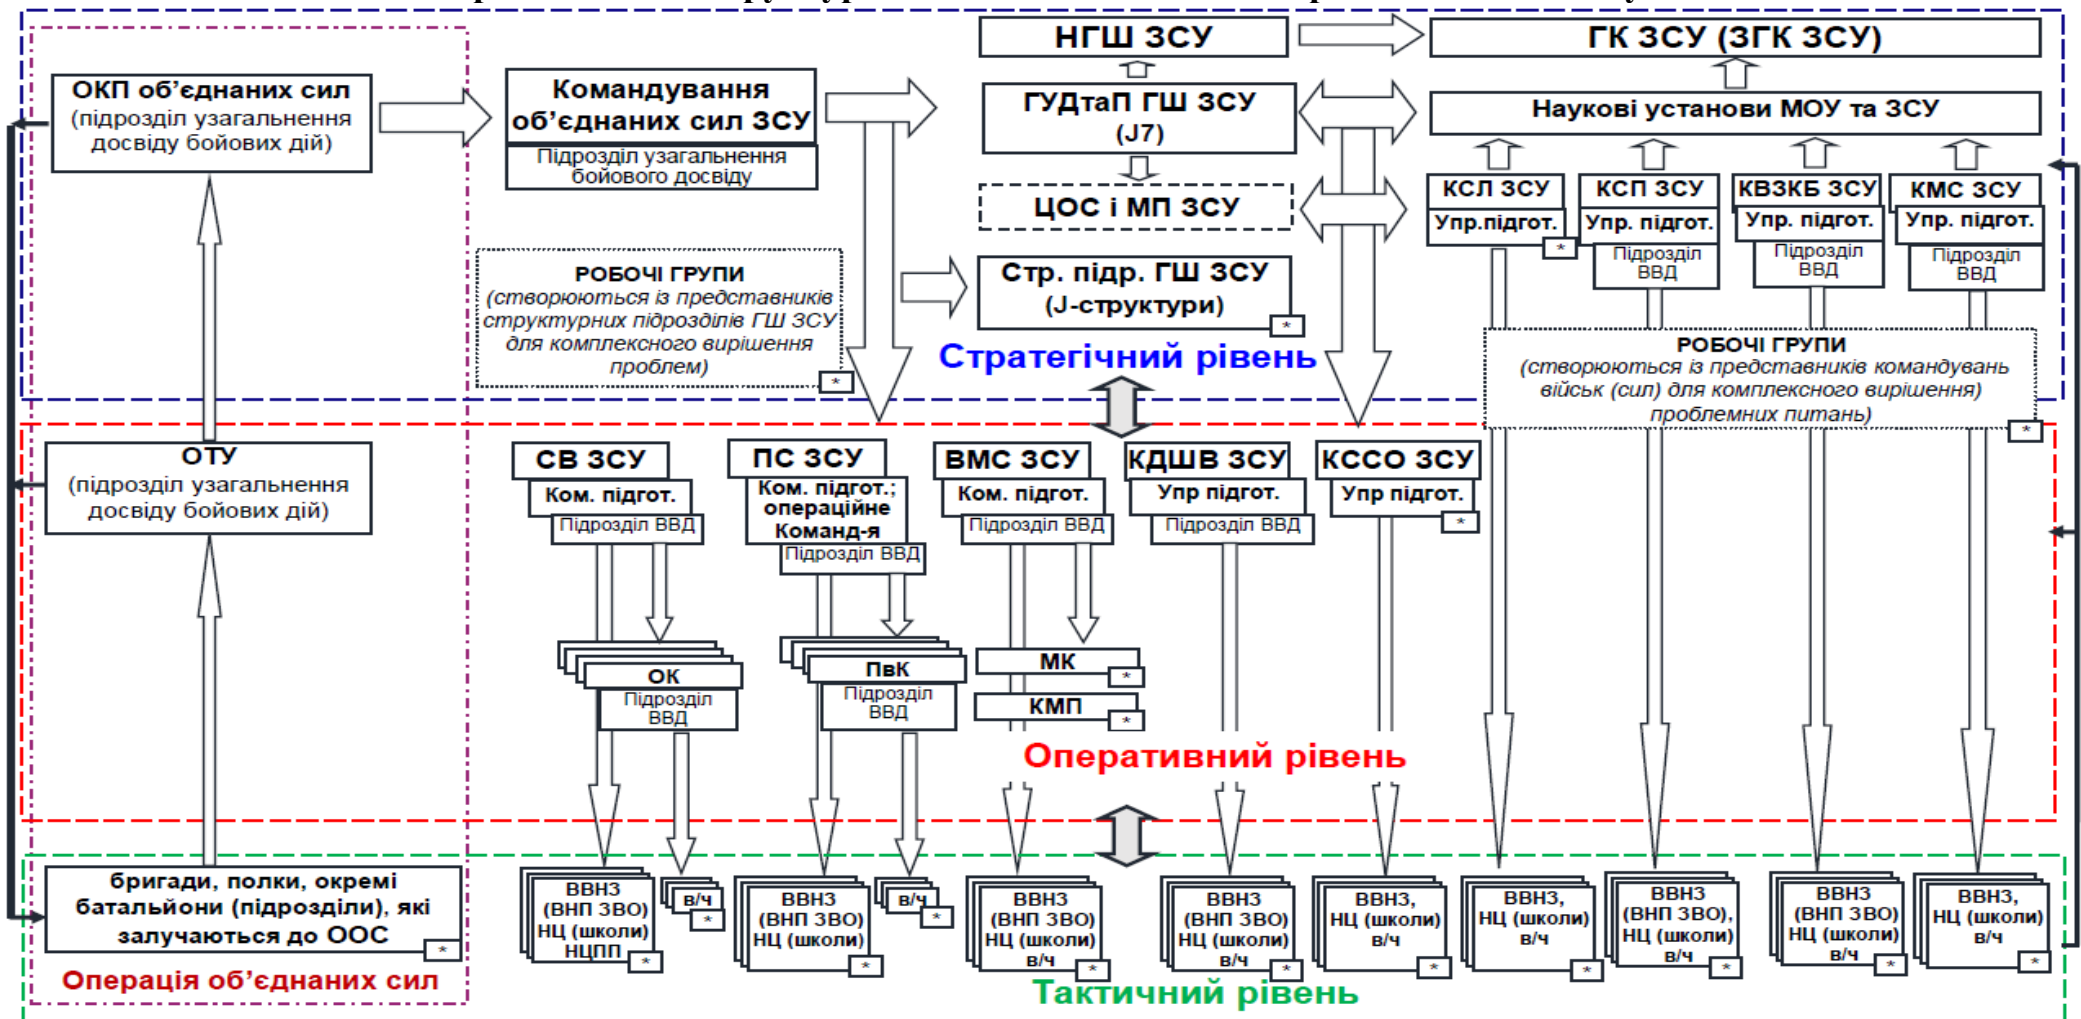 НГШ ЗСУ
ГК ЗСУ (ЗГК ЗСУ)
ОКП об’єднаних сил
(підрозділ узагальнення
досвіду бойових дій)
Командування
об’єднаних сил ЗСУ
Підрозділ узагальнення
бойового досвіду
ГУДтаП ГШ ЗСУ
(J7)
Наукові установи МОУ та ЗСУ
ЦОС і МП ЗСУ
КСЛ ЗСУ
Упр.підгот.
*
КСП ЗСУ
Упр. підгот.
Підрозділ
ВВД
КВЗКБ ЗСУ
Упр. підгот.
Підрозділ
ВВД
КМС ЗСУ
Упр. підгот.
Підрозділ
ВВД
РОБОЧІ ГРУПИ
(створюються із представників
структурних підрозділів ГШ ЗСУ
для комплексного вирішення
проблем)
*
Стр. підр. ГШ ЗСУ
(J-структури)
*
Стратегічний рівень
РОБОЧІ ГРУПИ
(створюються із представників командувань
військ (сил) для комплексного вирішення)
проблемних питань)
*
ОТУ
(підрозділ узагальнення
досвіду бойових дій)
СВ ЗСУ
Ком. підгот.
Підрозділ ВВД
ПС ЗСУ
Ком. підгот.;
операційне
Команд-я
Підрозділ ВВД
ВМС ЗСУ
Ком. підгот.
Підрозділ ВВД
КДШВ ЗСУ
Упр підгот.
Підрозділ ВВД
КССО ЗСУ
Упр підгот.
*
ОК
Підрозділ
ВВД
ПвК
Підрозділ
ВВД
МК
*
КМП
*
Оперативний рівень
бригади, полки, окремі
батальйони (підрозділи), які
залучаються до ООС
*
Операція об’єднаних сил
ВВНЗ
(ВНП ЗВО)
НЦ (школи)
НЦПП
*
в/ч
*
ВВНЗ
(ВНП ЗВО)
НЦ (школи)
*
в/ч
*
ВВНЗ
(ВНП ЗВО)
НЦ (школи)
в/ч
*
ВВНЗ
(ВНП ЗВО)
НЦ (школи)
в/ч
*
ВВНЗ,
НЦ (школи)
в/ч
*
ВВНЗ,
НЦ (школи)
в/ч
*
ВВНЗ
(ВНП ЗВО),
НЦ (школи)
в/ч
*
ВВНЗ
(ВНП ЗВО)
НЦ (школи)
в/ч
*
ВВНЗ,
НЦ (школи)
в/ч
*
Тактичний рівень